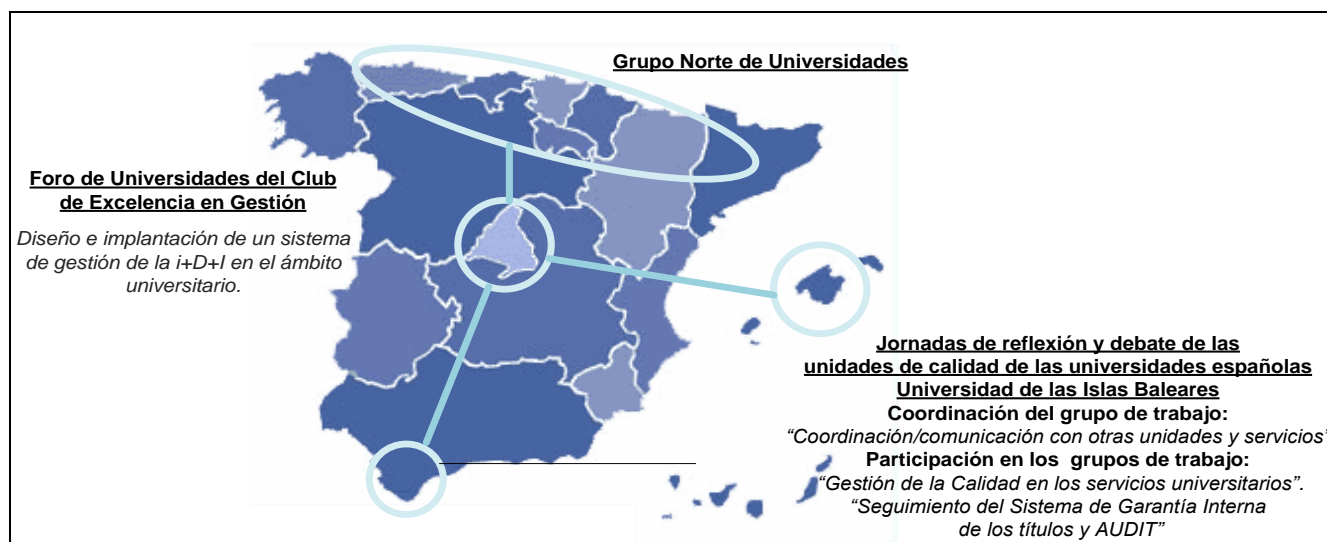 Grupo Norte de Universidades
Foro de Universidades del Club
de Excelencia en Gestión
Diseño e implantación de un sistema
de gestión de la i+D+I en el ámbito
universitario.
Jornadas de reflexión y debate de las
unidades de calidad de las universidades españolas
Universidad de las Islas Baleares
Coordinación del grupo de trabajo:
“Coordinación/comunicación con otras unidades y servicios”
Participación en los grupos de trabajo:
“Gestión de la Calidad en los servicios universitarios”.
“Seguimiento del Sistema de Garantía Interna
de los títulos y AUDIT”